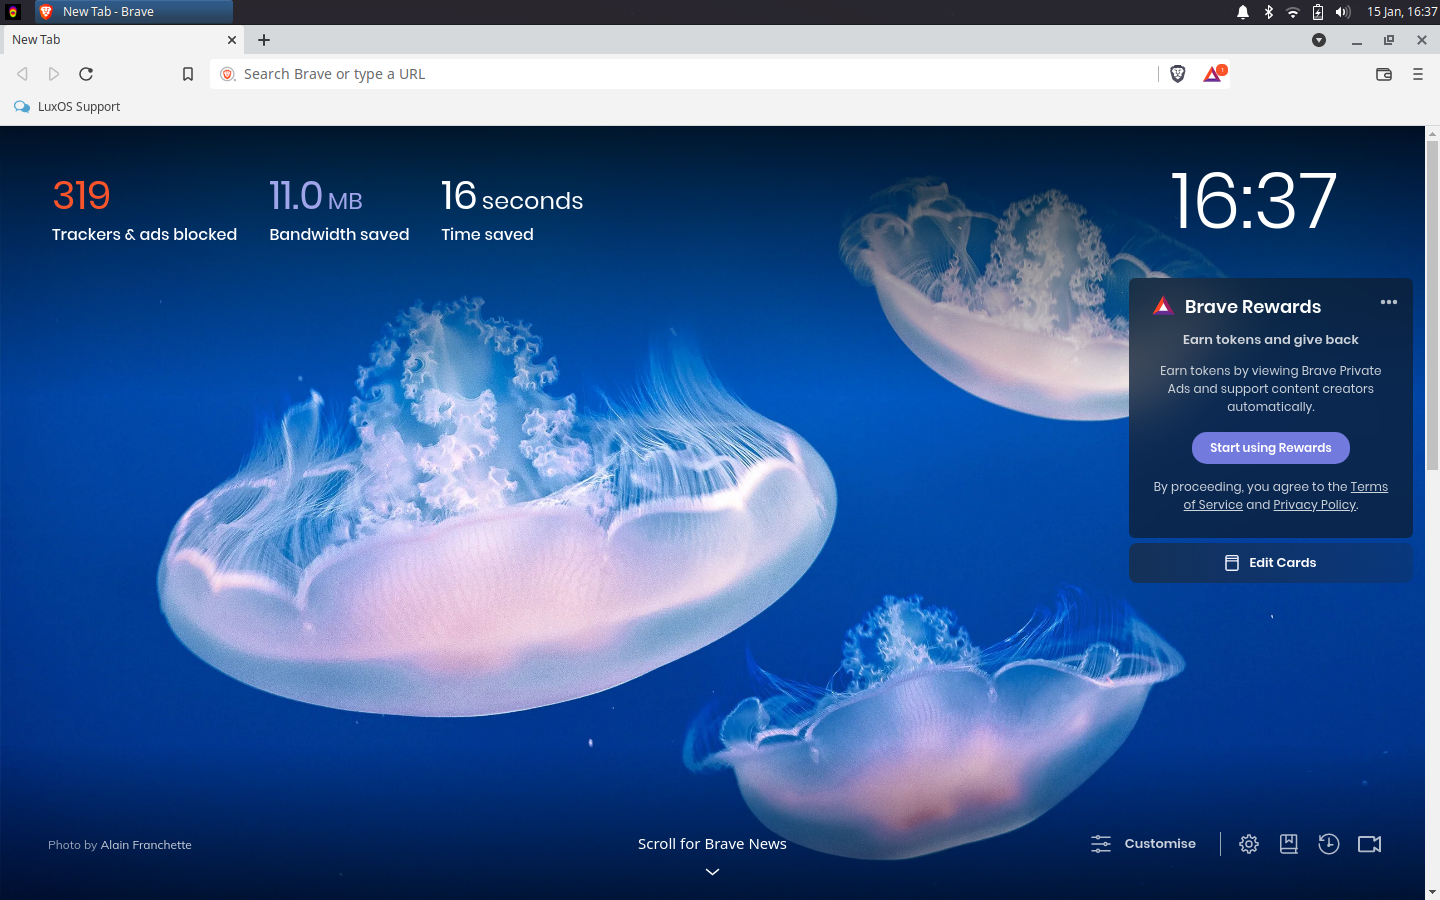 New Tab - Brave
15 Jan, 16:37
New Tab
Search Brave or type a URL
1
LuxOS Support
319
Trackers & ads blocked
11.0 MB
Bandwidth saved
16 seconds
Time saved
16:37
Brave Rewards
Earn tokens and give back
Earn tokens by viewing Brave Private
Ads and support content creators
automatically.
Start using Rewards
By proceeding, you agree to the Terms
of Service and Privacy Policy.
Edit Cards
Photo by Alain Franchette
Scroll for Brave News
Customise